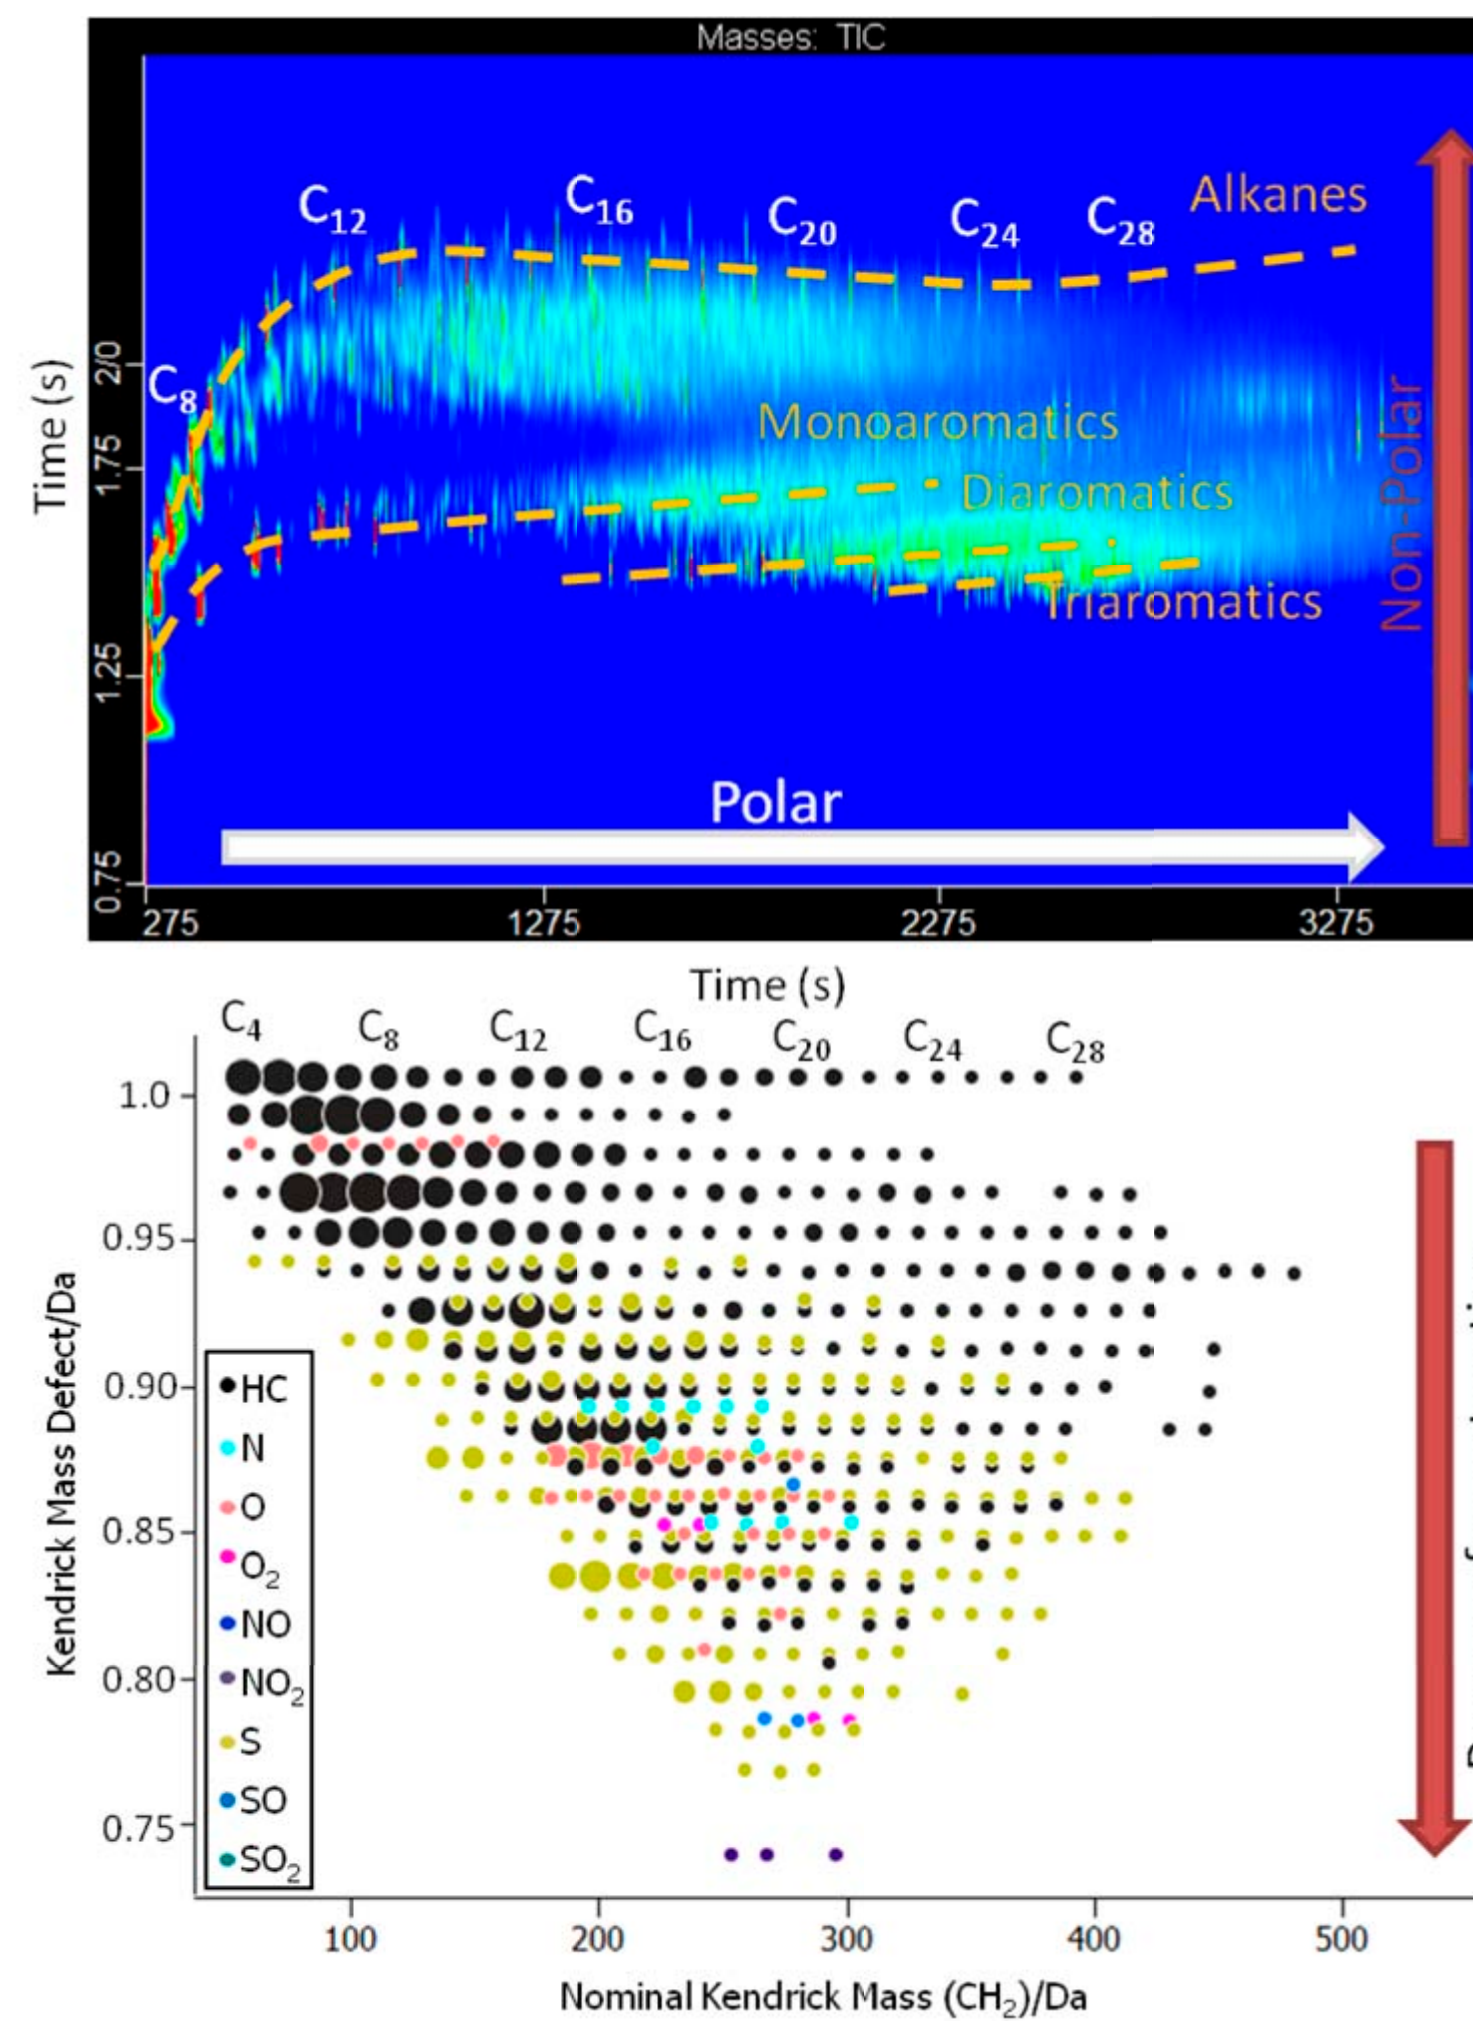 Masses: TIC
C12 C16 C20 C24 C28 Alkanes
C8
Monoaromatics
Diaromatics
Triaromatics
Non-Polar
Polar
Time (s)
2/0
1.75
1.25
0.75
275 1275 2275 3275
Time (s)
C4 C8 C12 C16 C20 C24 C28
Kendrick Mass Defect/Da
1.0
0.95
0.90
0.85
0.80
0.75
HC
N
O
O2
NO
NO2
S
SO
SO2
100 200 300 400 500
Nominal Kendrick Mass (CH2)/Da